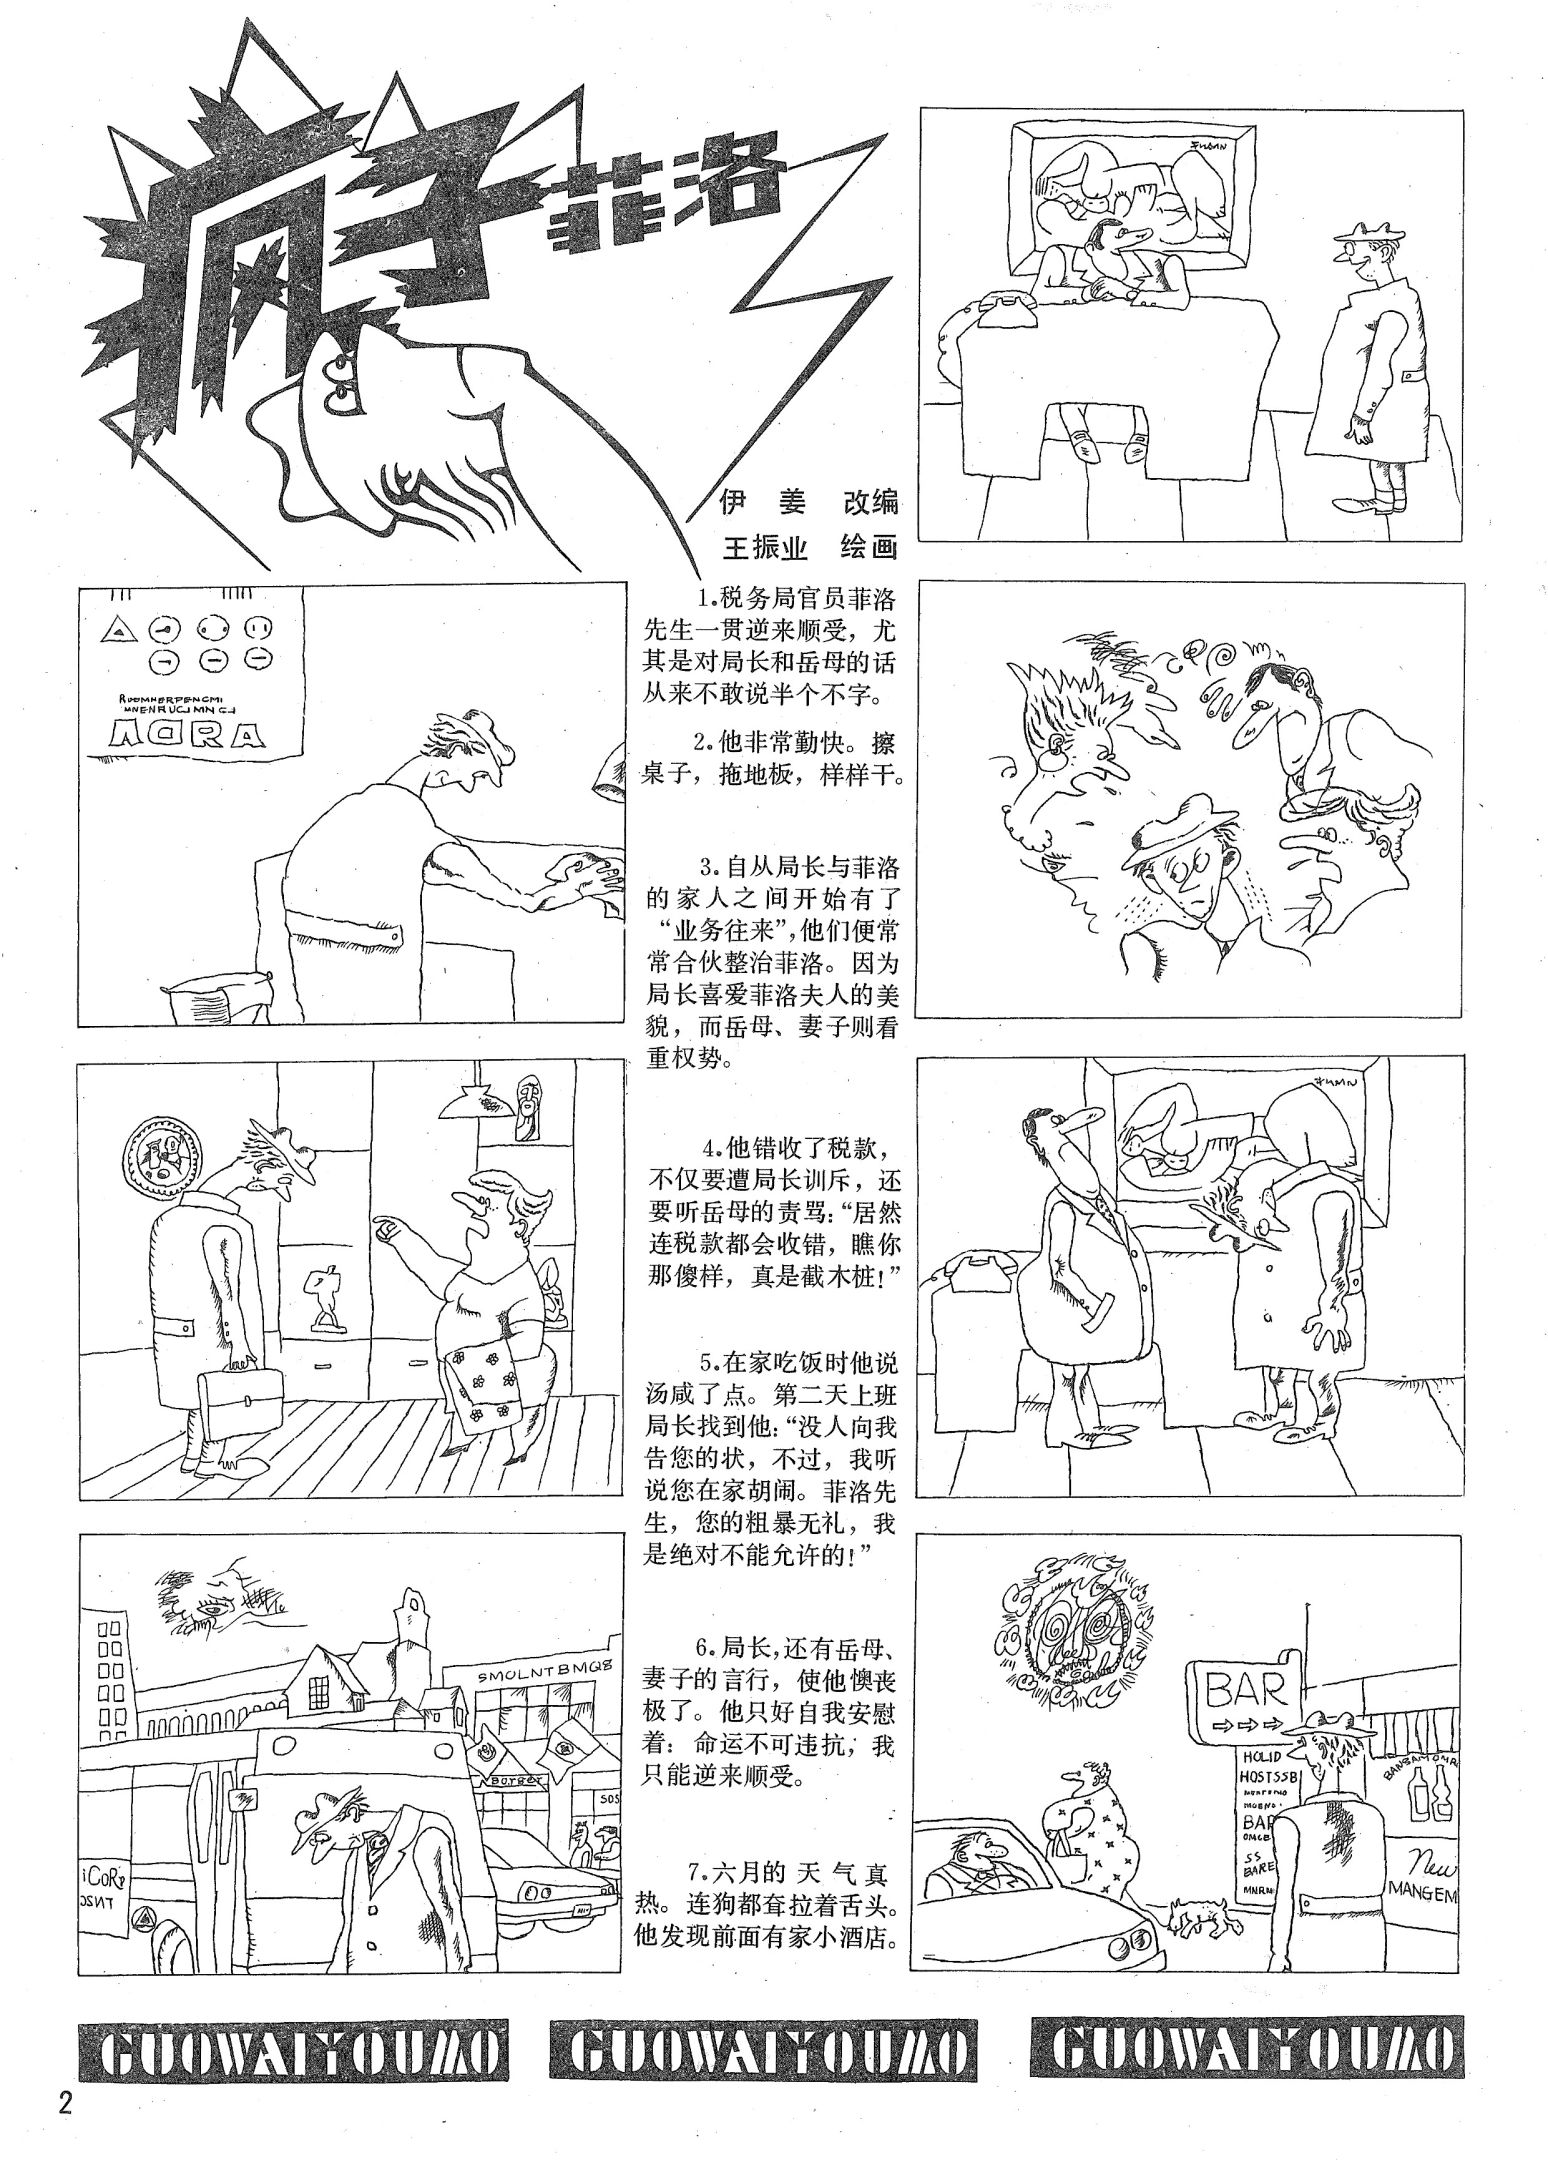 疯子菲洛
伊 姜 改编
王振业 绘画
1.税务局官员菲洛
先生一贯逆来顺受，尤
其是对局长和岳母的话
从来不敢说半个不字。
2.他非常勤快。擦
桌子，拖地板，样样干。
3.自从局长与菲洛
的家人之间开始有了
“业务往来”，他们便常
常合伙整治菲洛。因为
局长喜爱菲洛夫人的美
貌，而岳母、妻子则看
重权势。
4.他错收了税款，
不仅要遭局长训斥，还
要听岳母的责骂：“居然
连税款都会收错，瞧你
那傻样，真是截木桩！”
5.在家吃饭时他说
汤咸了点。第二天上班
局长找到他：“没人向我
告您的状，不过，我听
说您在家胡闹。菲洛先
生，您的粗暴无礼，我
是绝对不能允许的！”
6.局长，还有岳母、
妻子的言行，使他懊丧
极了。他只好自我安慰
着：命运不可违抗，我
只能逆来顺受。
SMOLNTBMQ8
SOS
7.六月的天气真
热。连狗都耷拉着舌头。
他发现前面有家小酒店。
BAR
HOLID
HOSTSSB
BAR
SS
BARE
MNRN
New
MANGEM
GUOWAIYOUMO GUOWAIYOUMO GUOWAIYOUMO
2